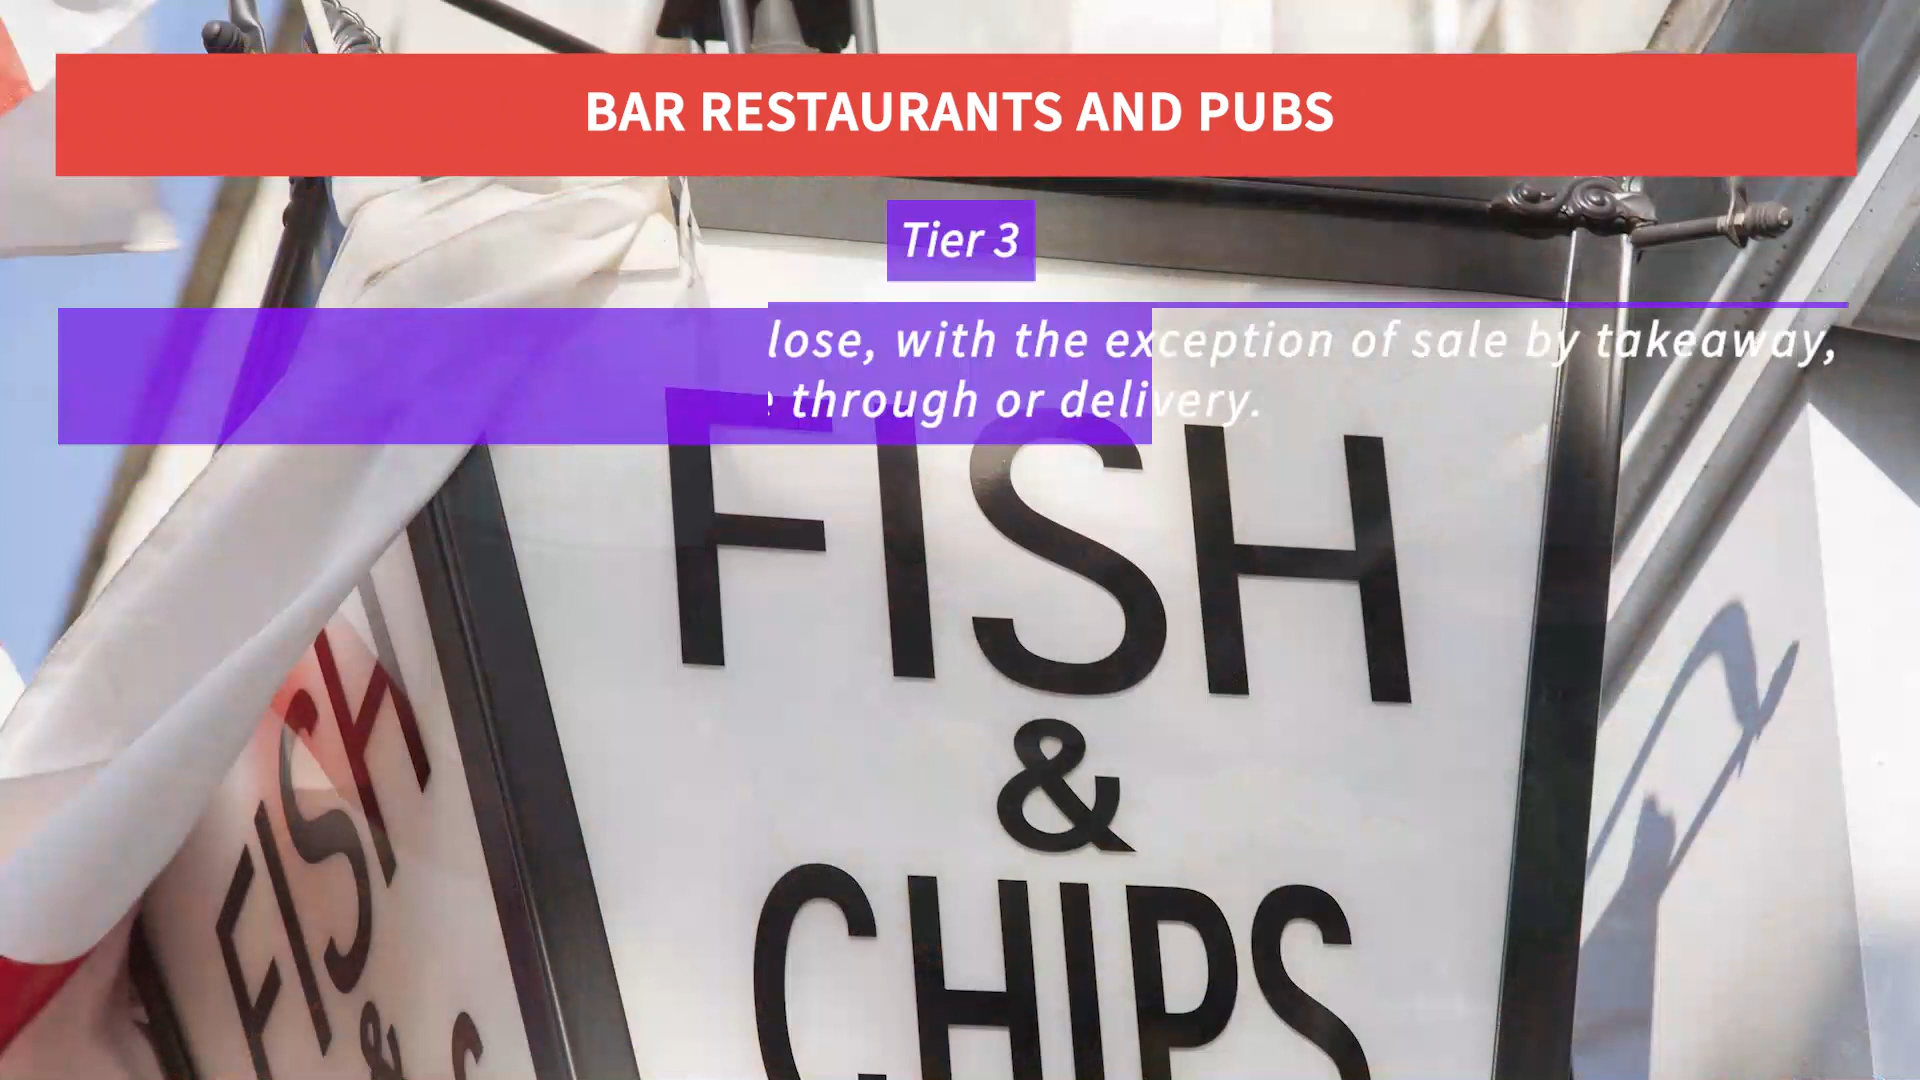 BAR RESTAURANTS AND PUBS
Tier 3
lose, with the exception of sale by takeaway,
through or delivery.
FISH
&
CHIPS
FISH
&